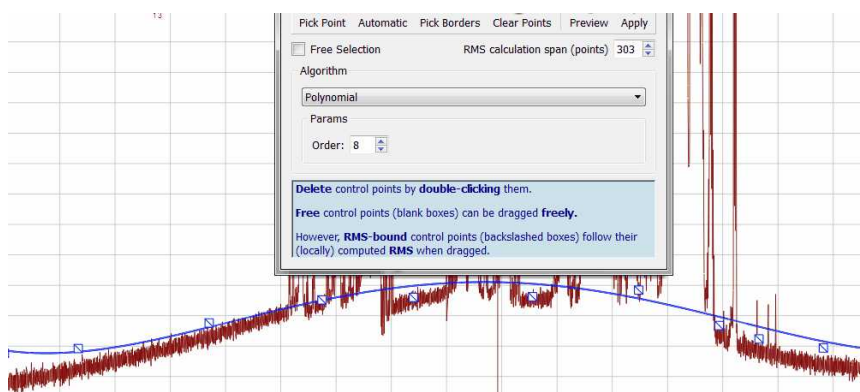 13
Pick Point Automatic Pick Borders Clear Points Preview Apply
Free Selection RMS calculation span (points) 303
Algorithm
Polynomial
Params
Order: 8
Delete control points by double-clicking them.
Free control points (blank boxes) can be dragged freely.
However, RMS-bound control points (backslashed boxes) follow their
(locally) computed RMS when dragged.